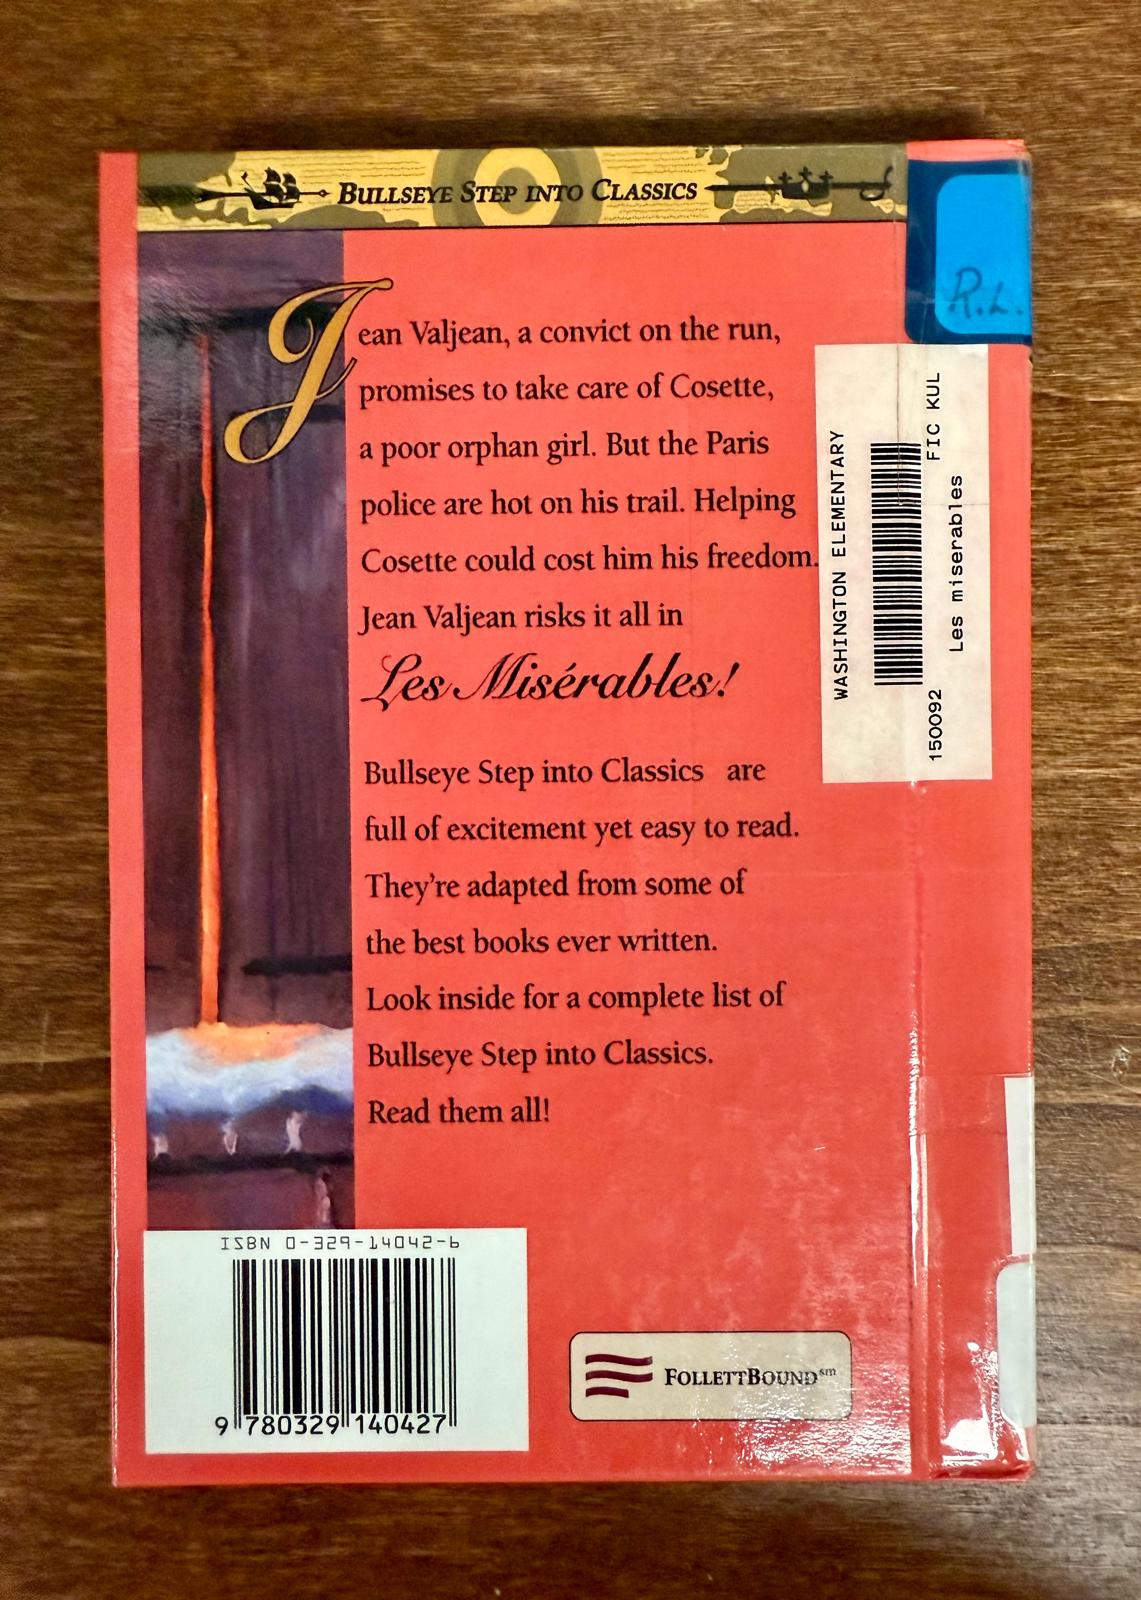 BULLSEYE STEP INTO CLASSICS
R.L.
Jean Valjean, a convict on the run,
promises to take care of Cosette,
a poor orphan girl. But the Paris
police are hot on his trail. Helping
Cosette could cost him his freedom.
Jean Valjean risks it all in
Les Misérables!
WASHINGTON ELEMENTARY
FIC KUL
150092
Les miserables
Bullseye Step into Classics are
full of excitement yet easy to read.
They're adapted from some of
the best books ever written.
Look inside for a complete list of
Bullseye Step into Classics.
Read them all!
ISBN 0-329-14042-6
9 780329 140427
FOLLETTBOUND℠